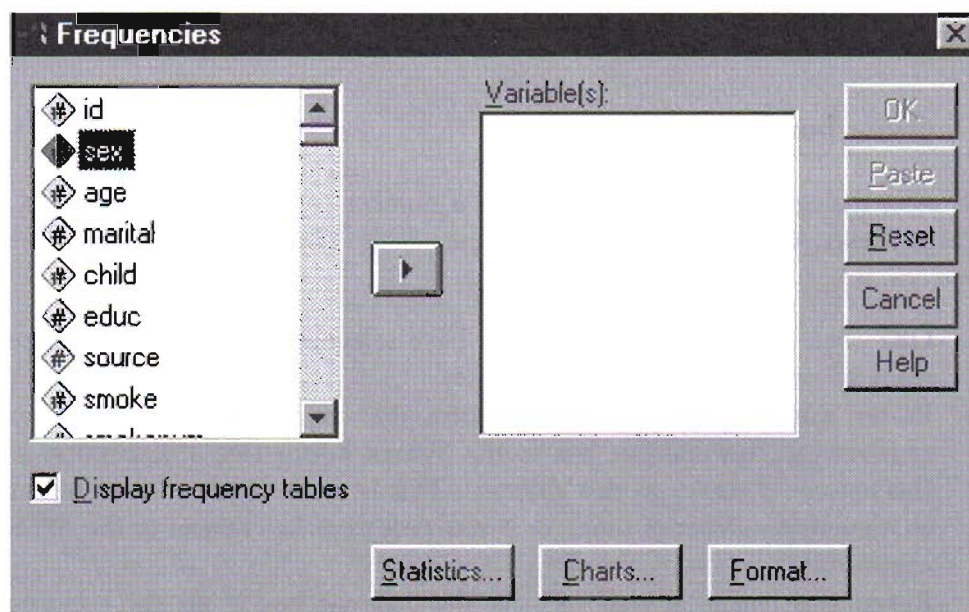 Frequencies
# id
sex
# age
# marital
# child
# educ
# source
# smoke
smokenum
Variable(s):
OK
Paste
Reset
Cancel
Help
Display frequency tables
Statistics...
Charts...
Format...